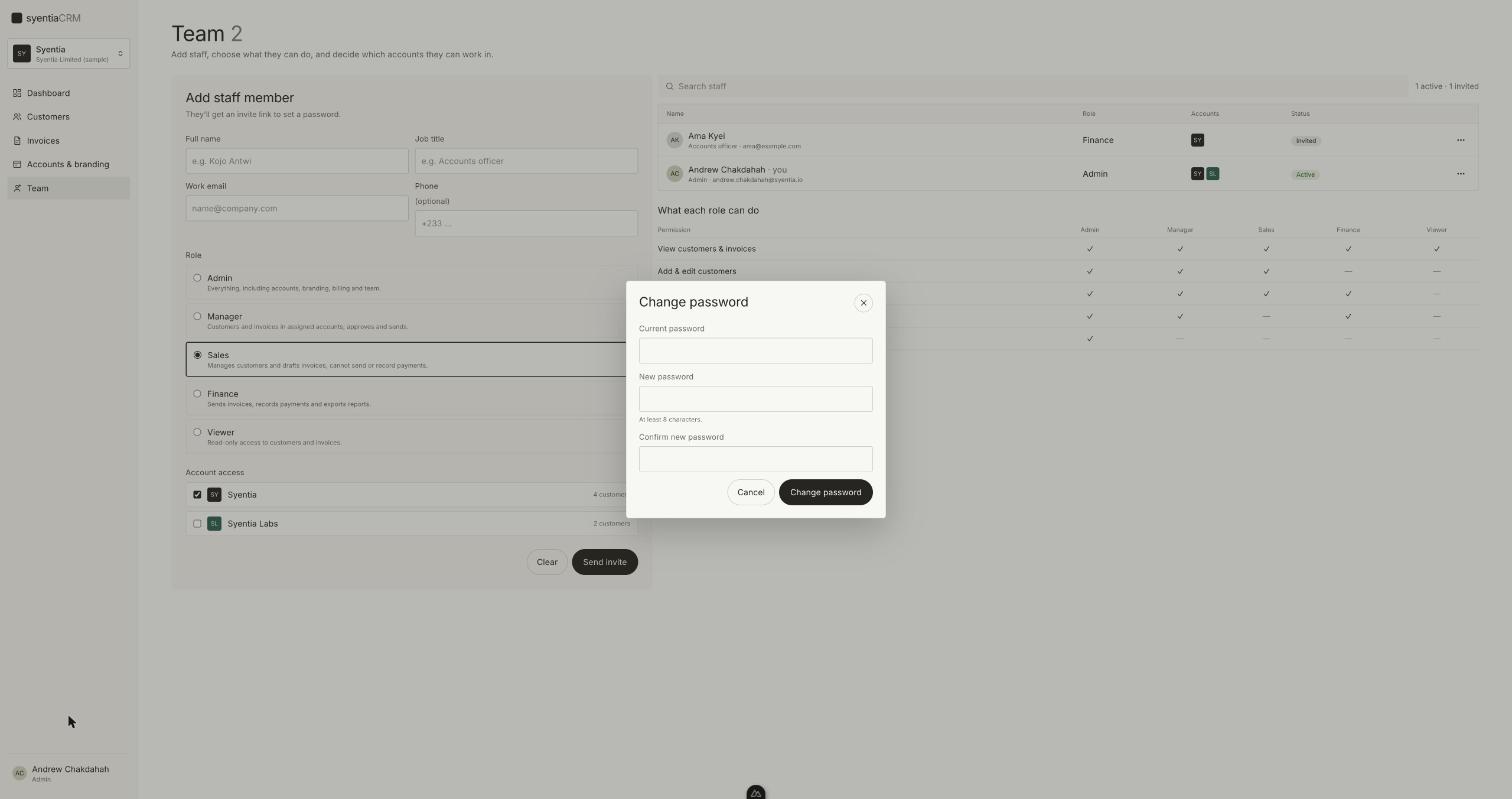 syentiaCRM
SY
Syentia
Syentia Limited (sample)
Dashboard
Customers
Invoices
Accounts & branding
Team
AC
Andrew Chakdahah
Admin
Team 2
Add staff, choose what they can do, and decide which accounts they can work in.
Add staff member
They'll get an invite link to set a password.
Full name
Job title
e.g. Kojo Antwi
e.g. Accounts officer
Work email
Phone
(optional)
name@company.com
+233 ...
Role
Admin
Everything, including accounts, branding, billing and team.
Manager
Customers and invoices in assigned accounts, approves and sends.
Sales
Manages customers and drafts invoices, cannot send or record payments.
Finance
Sends invoices, records payments and exports reports.
Viewer
Read-only access to customers and invoices.
Account access
SY
Syentia
4
SL
Syentia Labs
2 customers
Clear
Send invite
Search staff
1 active · 1 invited
Name
Role
Accounts
Status
AK
Ama Kyei
Accounts officer · ama@example.com
Finance
SY
Invited
AC
Andrew Chakdahah · you
Admin · andrew.chakdahah@syentia.io
Admin
SY
SL
Active
What each role can do
Permission
Admin
Manager
Sales
Finance
Viewer
View customers & invoices
Add & edit customers
Change password
Current password
New password
At least 8 characters.
Confirm new password
Cancel
Change password